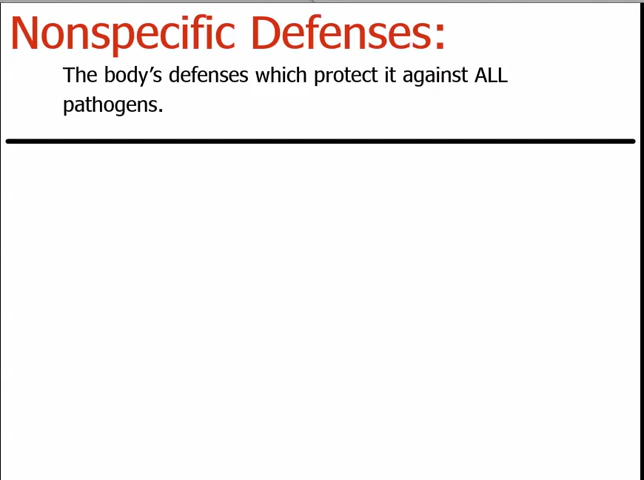 Nonspecific Defenses:
The body’s defenses which protect it against ALL
pathogens.